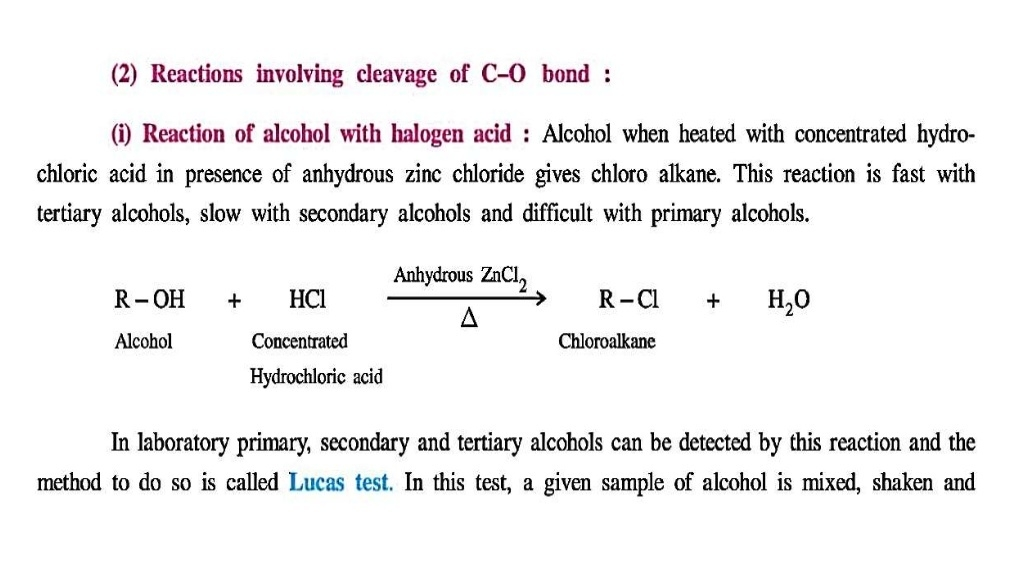 (2) Reactions involving cleavage of C–O bond :
(i) Reaction of alcohol with halogen acid : Alcohol when heated with concentrated hydro-
chloric acid in presence of anhydrous zinc chloride gives chloro alkane. This reaction is fast with
tertiary alcohols, slow with secondary alcohols and difficult with primary alcohols.
Anhydrous ZnCl₂
R – OH + HCl ⟶ R – Cl + H₂O
Δ
Alcohol Concentrated Chloroalkane
Hydrochloric acid
In laboratory primary, secondary and tertiary alcohols can be detected by this reaction and the
method to do so is called Lucas test. In this test, a given sample of alcohol is mixed, shaken and